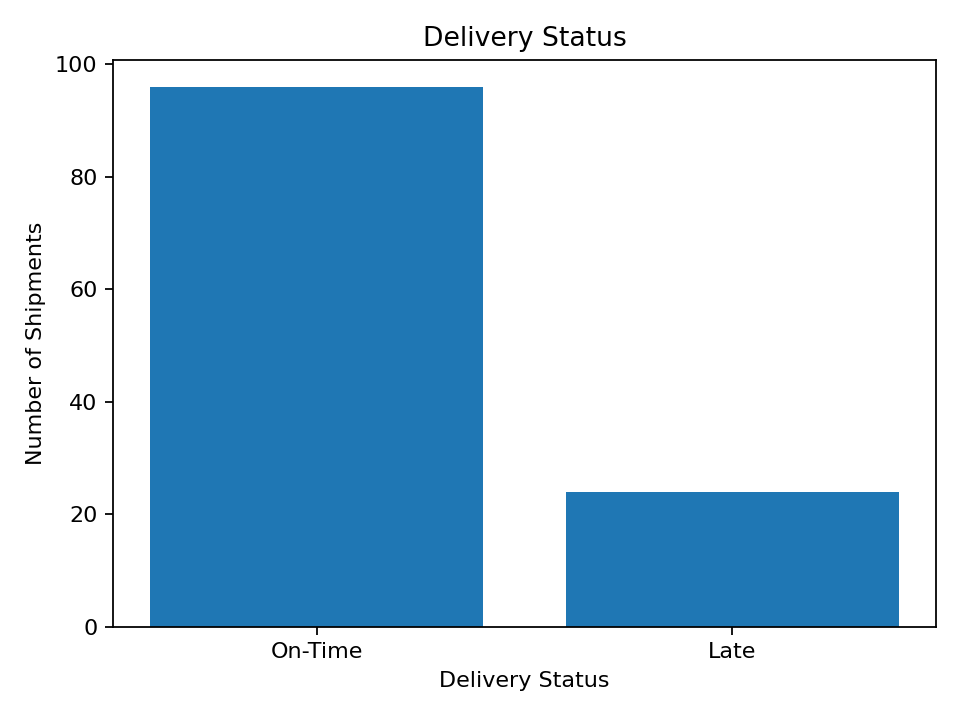 Delivery Status
100
80
60
40
20
0
Number of Shipments
On-Time
Late
Delivery Status